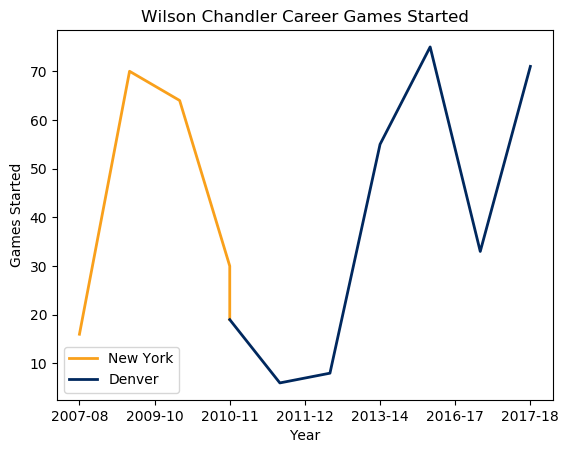 Wilson Chandler Career Games Started
Games Started
70
60
50
40
30
20
10
New York
Denver
2007-08 2009-10 2010-11 2011-12 2013-14 2016-17 2017-18
Year